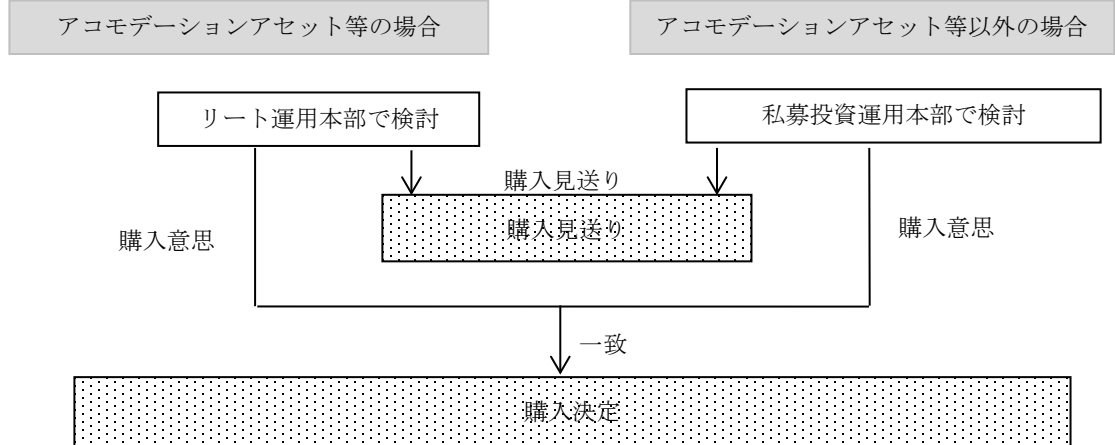 アコモデーションアセット等の場合
アコモデーションアセット等以外の場合
リート運用本部で検討
私募投資運用本部で検討
購入見送り
購入見送り
購入意思
購入意思
一致
購入決定